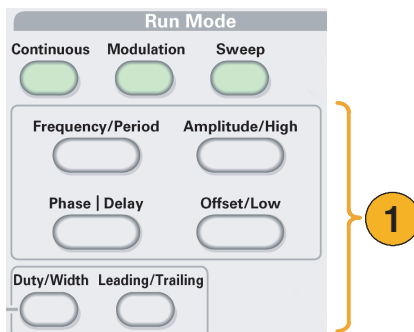 Run Mode
Continuous Modulation Sweep
Frequency/Period Amplitude/High
Phase | Delay Offset/Low
1
Duty/Width Leading/Trailing